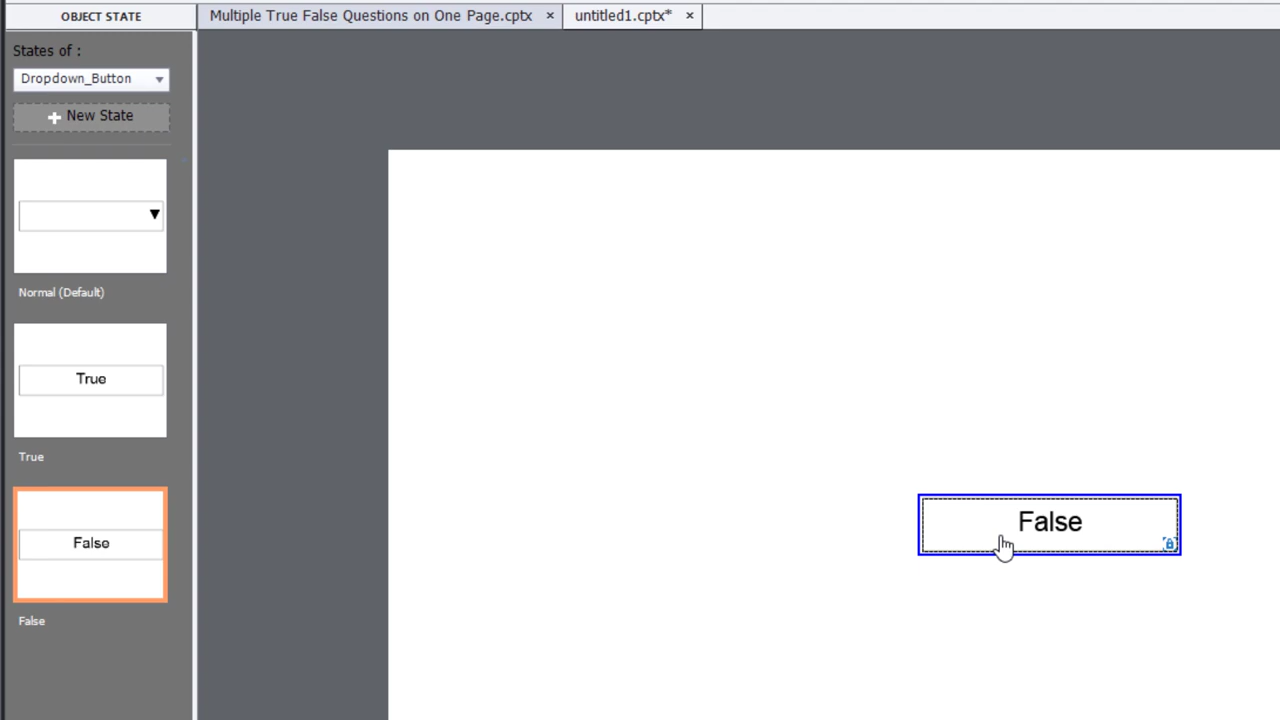 OBJECT STATE
Multiple True False Questions on One Page.cptx ×
untitled1.cptx* ×
States of :
Dropdown_Button
New State
Normal (Default)
True
True
False
False
False